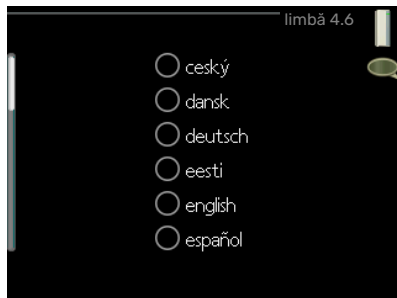 limbă 4.6
ceský
dansk
deutsch
eesti
english
español